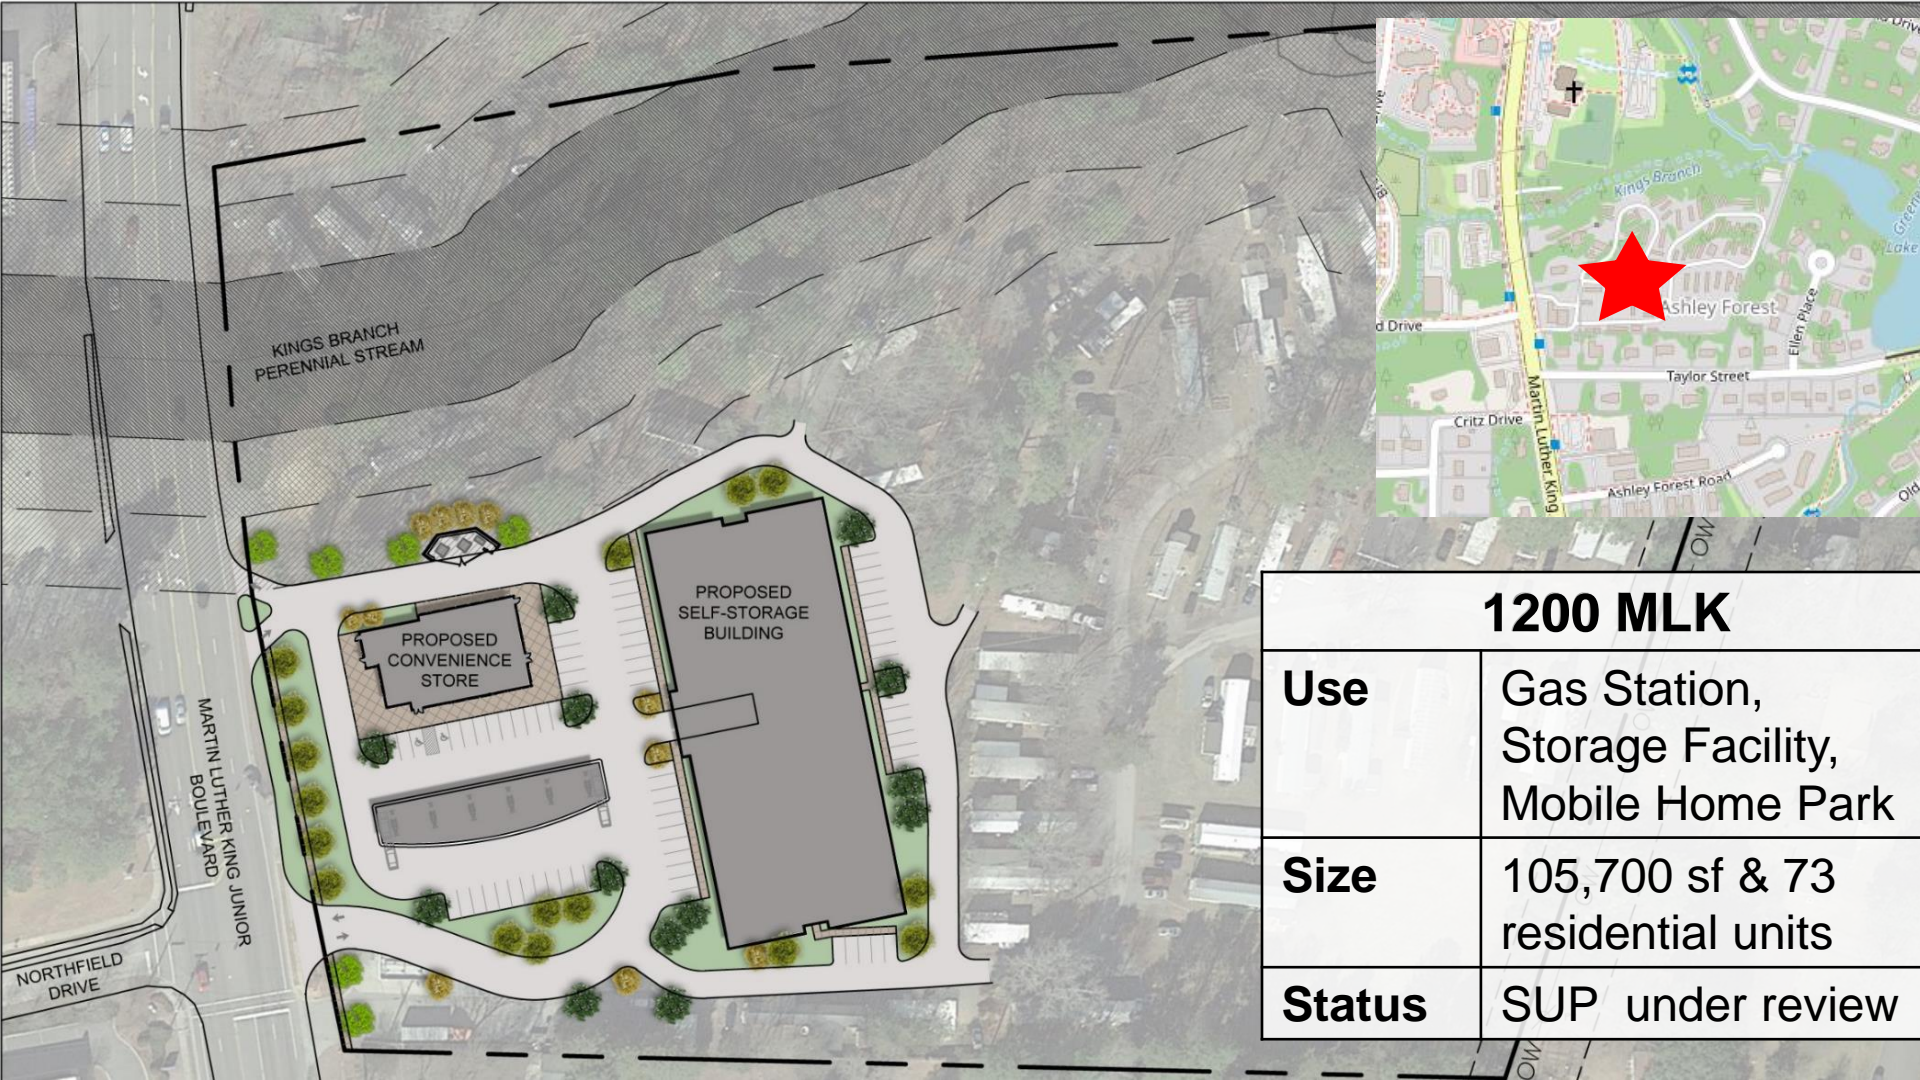 KINGS BRANCH
PERENNIAL STREAM
PROPOSED
CONVENIENCE
STORE
PROPOSED
SELF-STORAGE
BUILDING
MARTIN LUTHER KING JUNIOR
BOULEVARD
NORTHFIELD
DRIVE
Kings Branch
Ashley Forest
d Drive
Ellen Place
Taylor Street
Critz Drive
Martin Luther King
Ashley Forest Road
Old
Lake
OW
OW
1200 MLK
Use
Gas Station,
Storage Facility,
Mobile Home Park
Size
105,700 sf & 73
residential units
Status
SUP under review